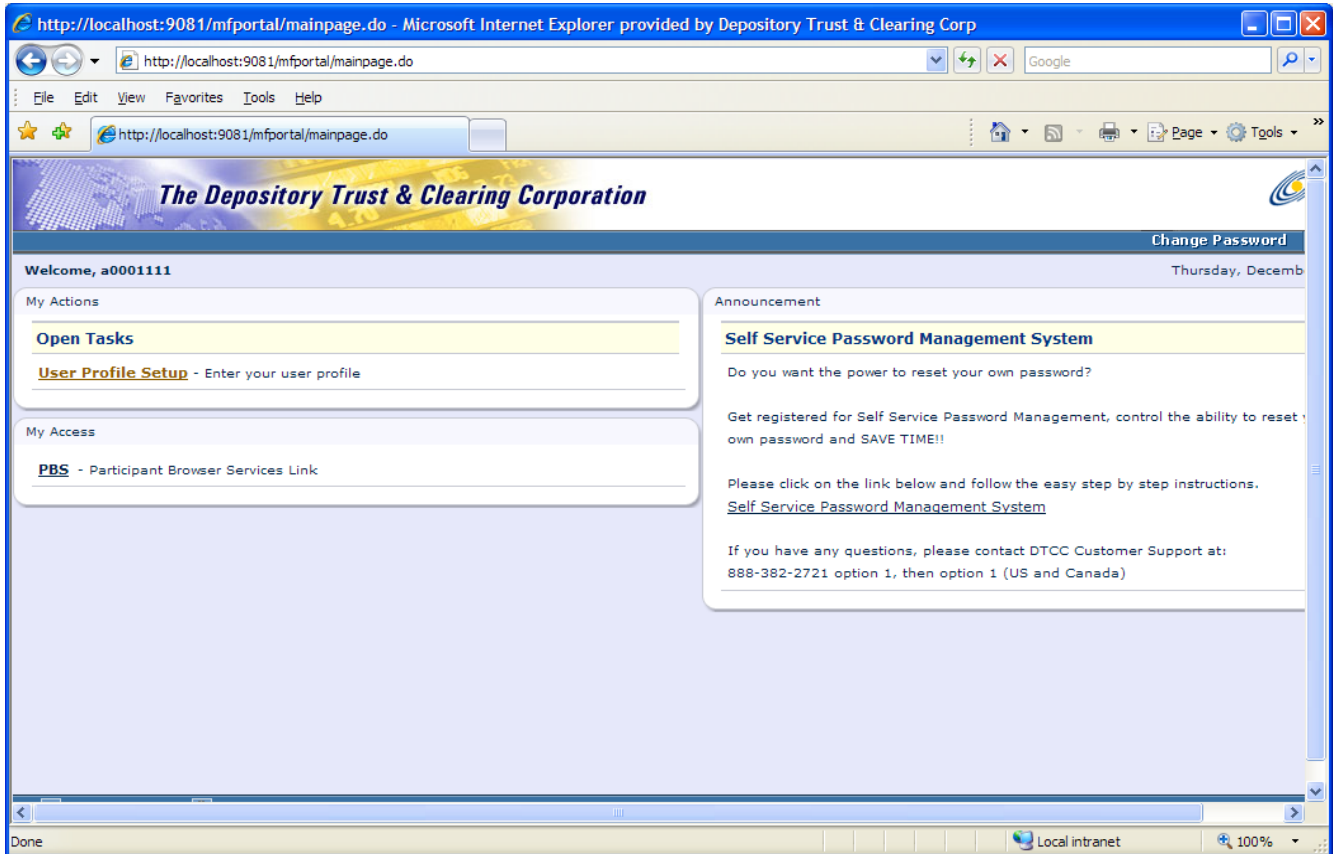 http://localhost:9081/mfportal/mainpage.do - Microsoft Internet Explorer provided by Depository Trust & Clearing Corp
http://localhost:9081/mfportal/mainpage.do
Google
File Edit View Favorites Tools Help
http://localhost:9081/mfportal/mainpage.do
Page Tools
The Depository Trust & Clearing Corporation
Change Password
Welcome, a0001111
Thursday, Decemb
My Actions
Open Tasks
User Profile Setup - Enter your user profile
My Access
PBS - Participant Browser Services Link
Announcement
Self Service Password Management System
Do you want the power to reset your own password?
Get registered for Self Service Password Management, control the ability to reset
own password and SAVE TIME!!
Please click on the link below and follow the easy step by step instructions.
Self Service Password Management System
If you have any questions, please contact DTCC Customer Support at:
888-382-2721 option 1, then option 1 (US and Canada)
Done
Local intranet
100%